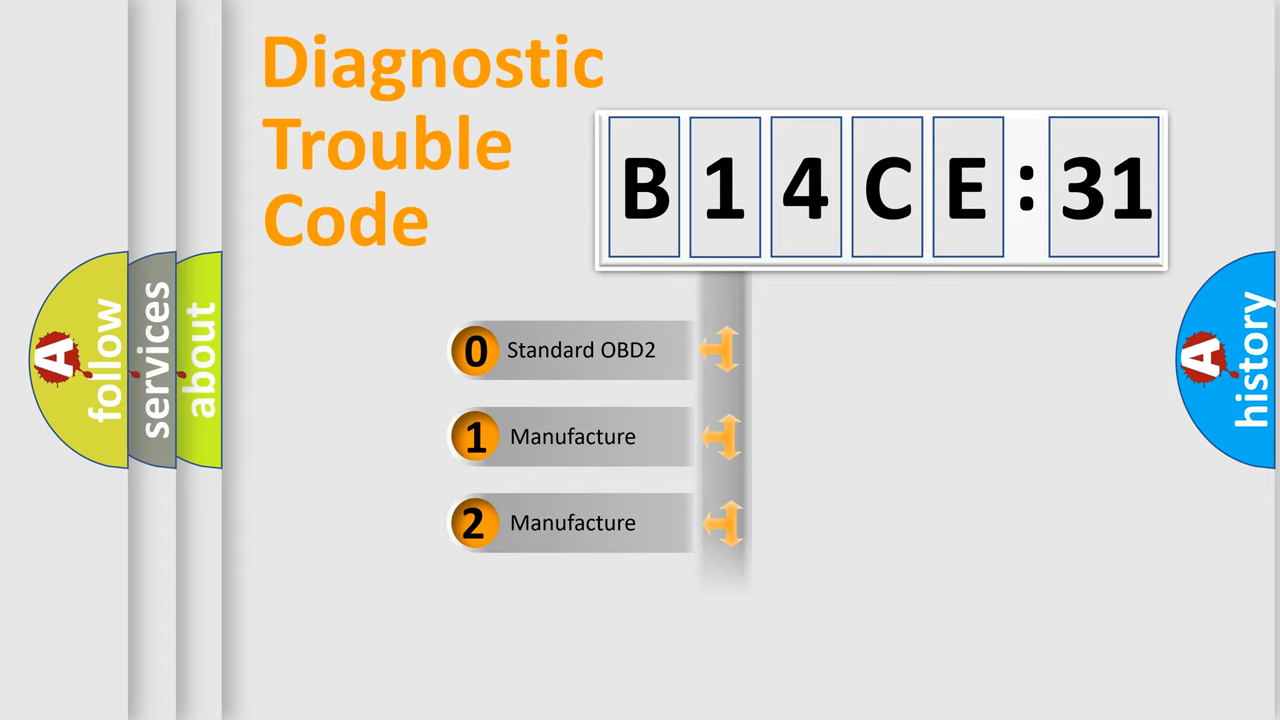 Diagnostic
Trouble
Code
B 1 4 C E : 31
0 Standard OBD2
1 Manufacture
2 Manufacture
A follow
services
about
A history